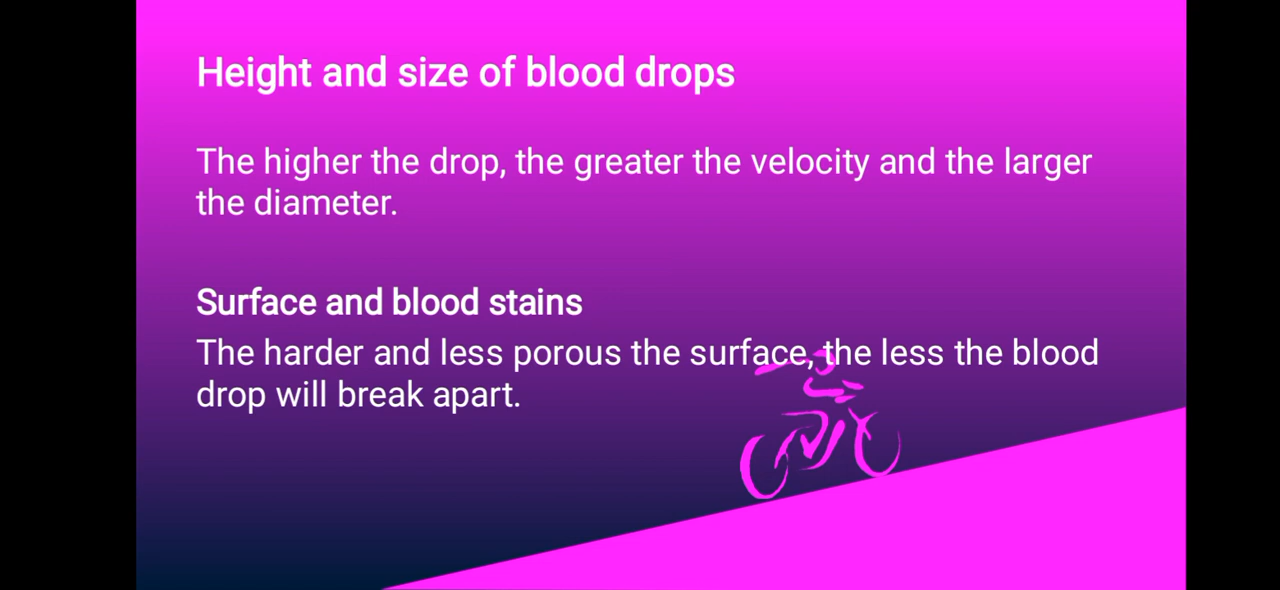 Height and size of blood drops
The higher the drop, the greater the velocity and the larger
the diameter.
Surface and blood stains
The harder and less porous the surface, the less the blood
drop will break apart.